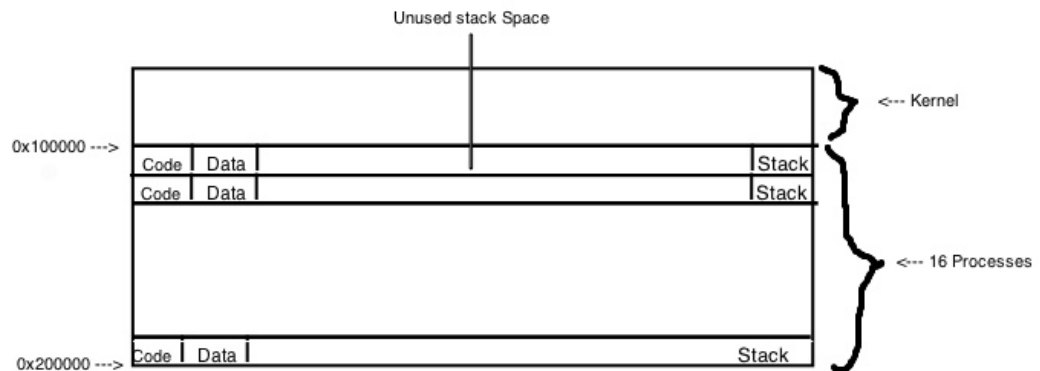 Unused stack Space
<--- Kernel
0x100000 --->
Code Data Stack
Code Data Stack
<--- 16 Processes
Code Data Stack
0x200000 --->